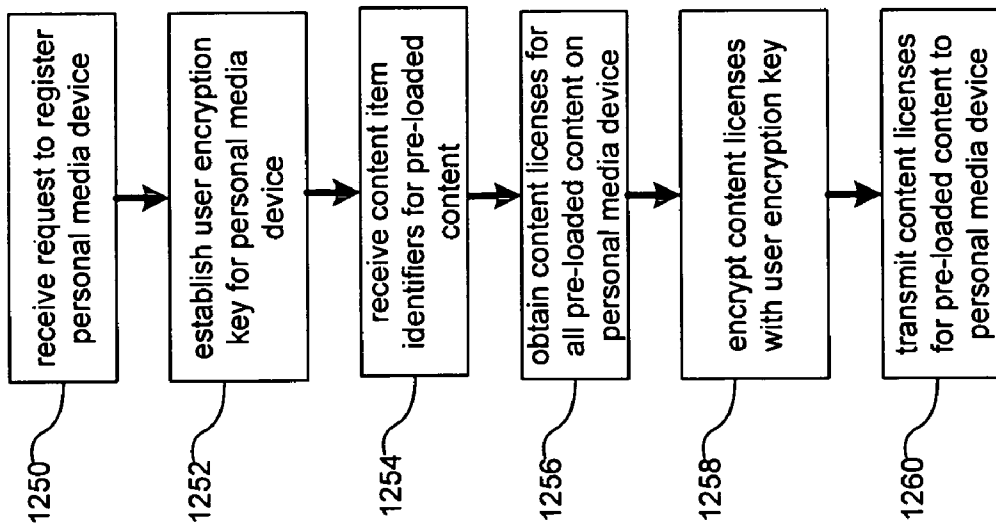 1250
receive request to register
personal media device
1252
establish user encryption
key for personal media
device
1254
receive content item
identifiers for pre-loaded
content
1256
obtain content licenses for
all pre-loaded content on
personal media device
1258
encrypt content licenses
with user encryption key
1260
transmit content licenses
for pre-loaded content to
personal media device